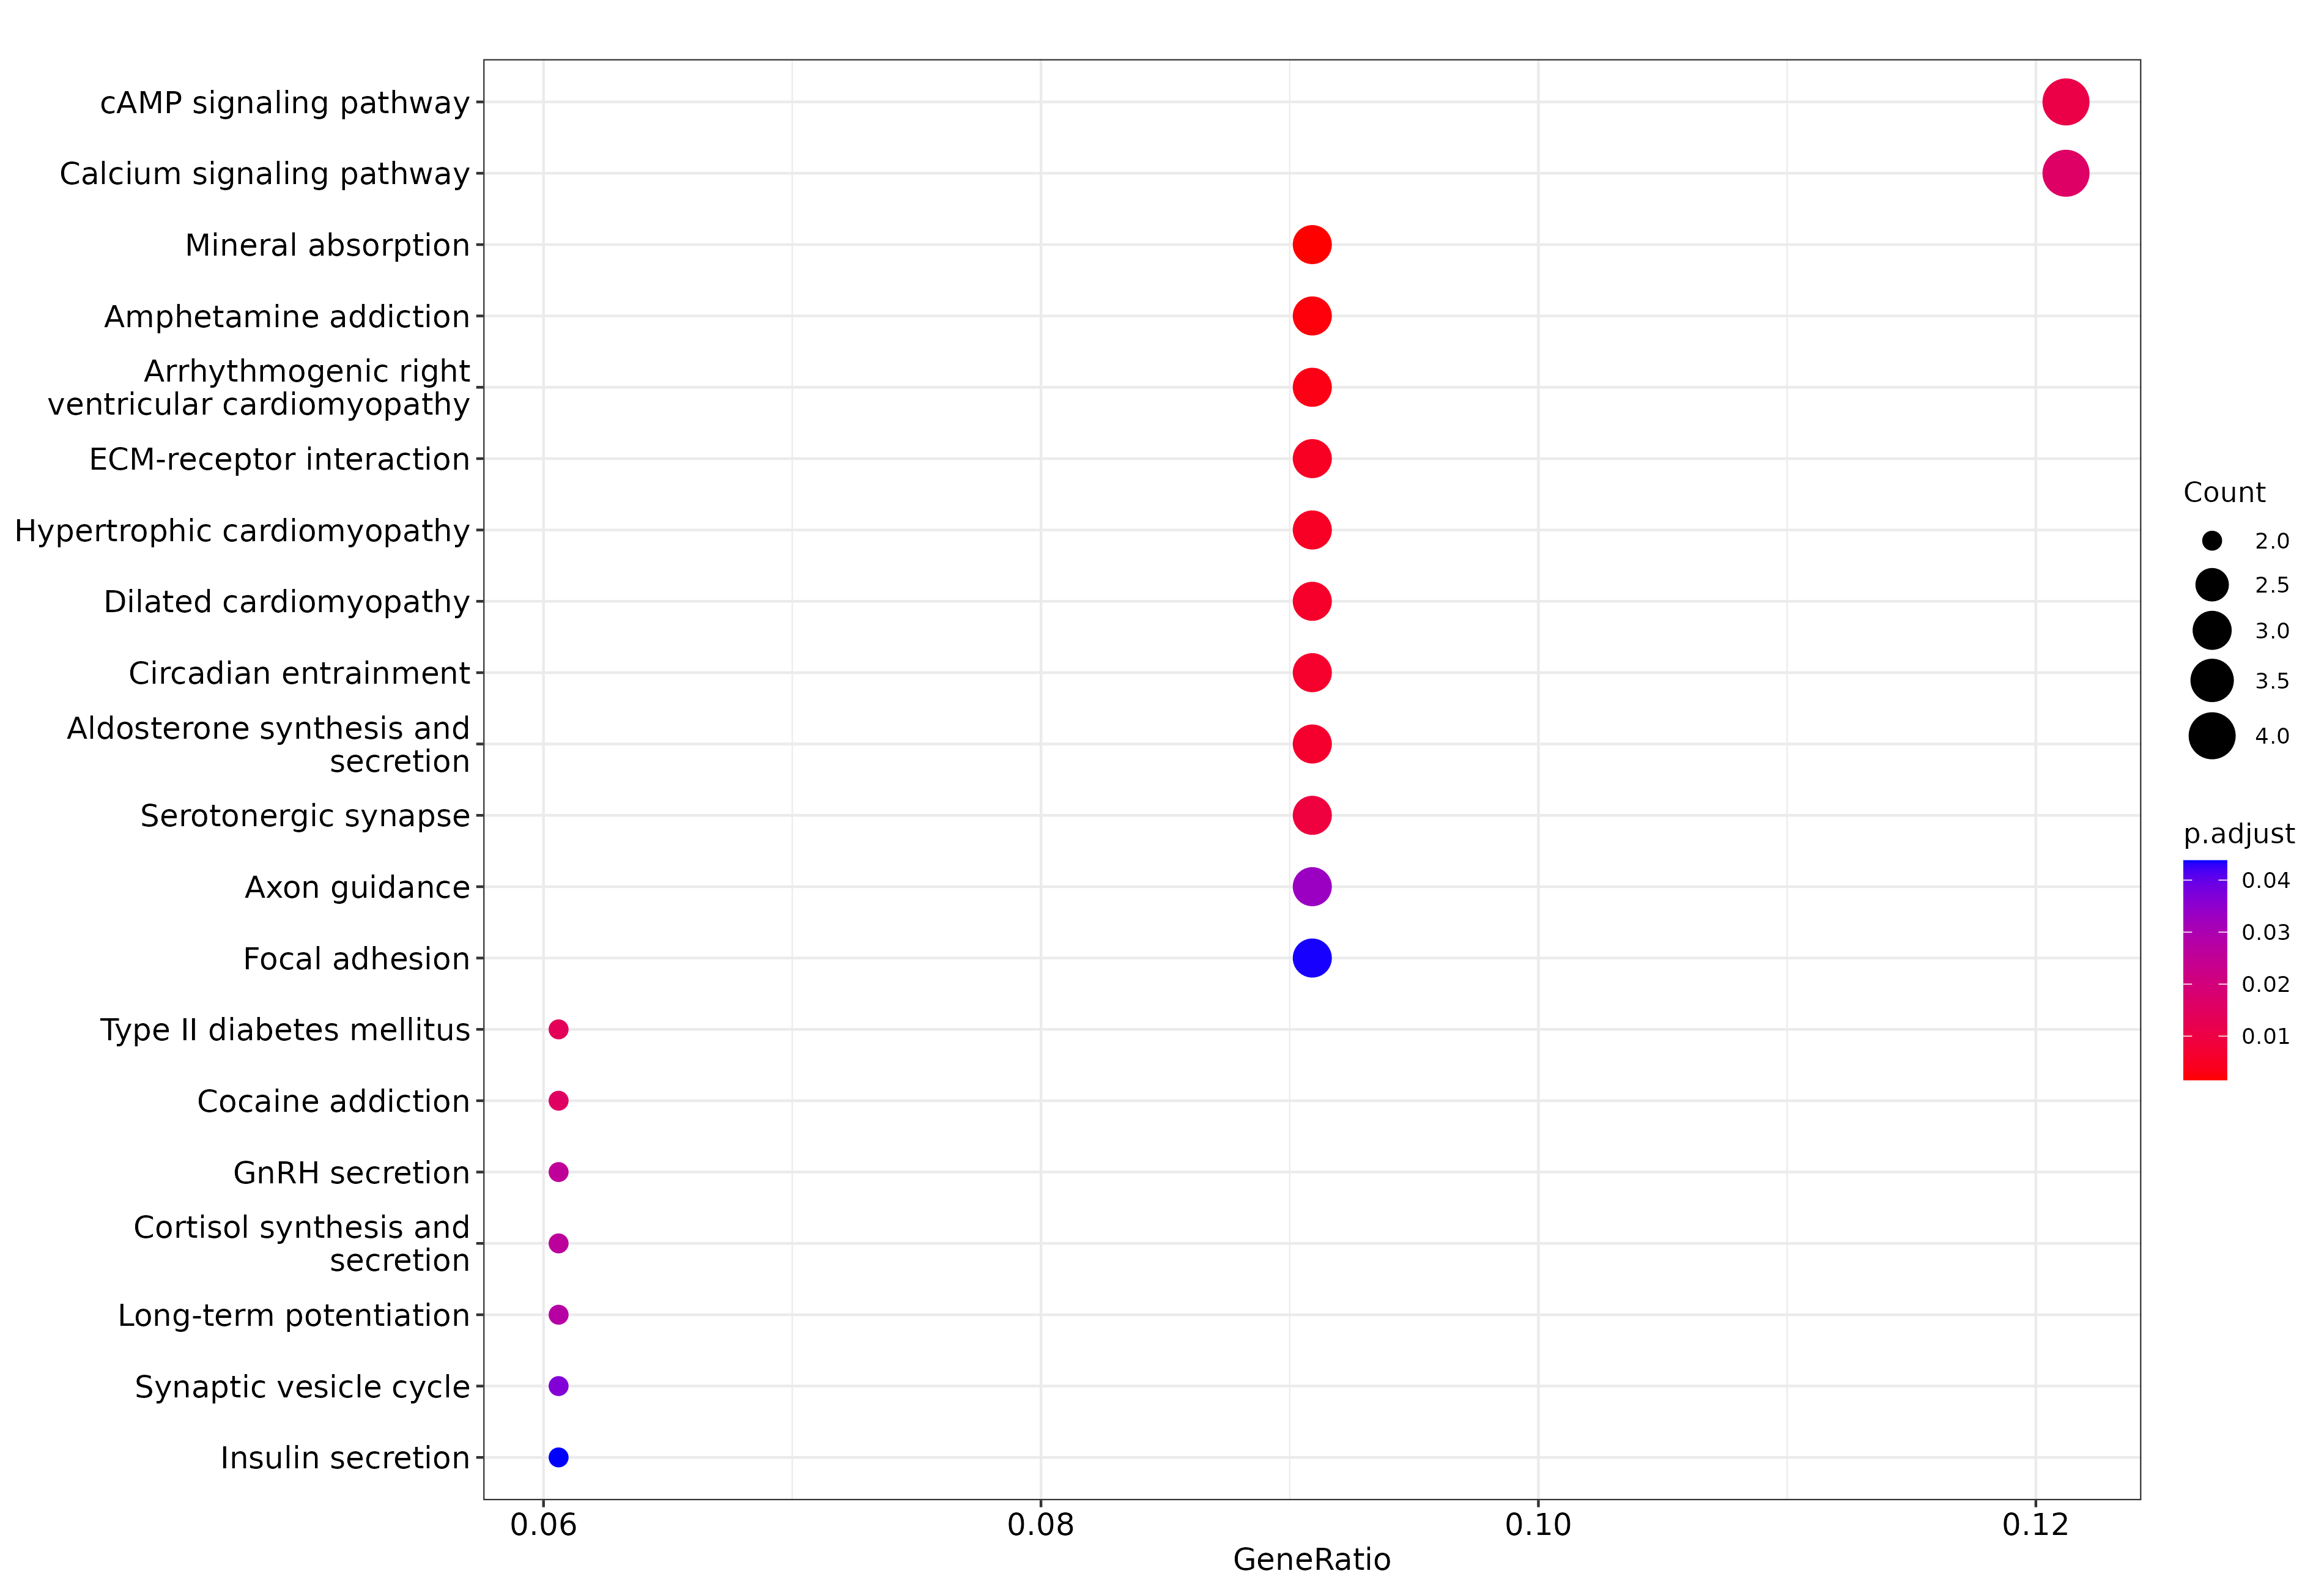 cAMP signaling pathway
Calcium signaling pathway
Mineral absorption
Amphetamine addiction
Arrhythmogenic right
ventricular cardiomyopathy
ECM-receptor interaction
Hypertrophic cardiomyopathy
Dilated cardiomyopathy
Circadian entrainment
Aldosterone synthesis and
secretion
Serotonergic synapse
Axon guidance
Focal adhesion
Type II diabetes mellitus
Cocaine addiction
GnRH secretion
Cortisol synthesis and
secretion
Long-term potentiation
Synaptic vesicle cycle
Insulin secretion
0.06 0.08 0.10 0.12
GeneRatio
Count
2.0
2.5
3.0
3.5
4.0
p.adjust
0.04
0.03
0.02
0.01